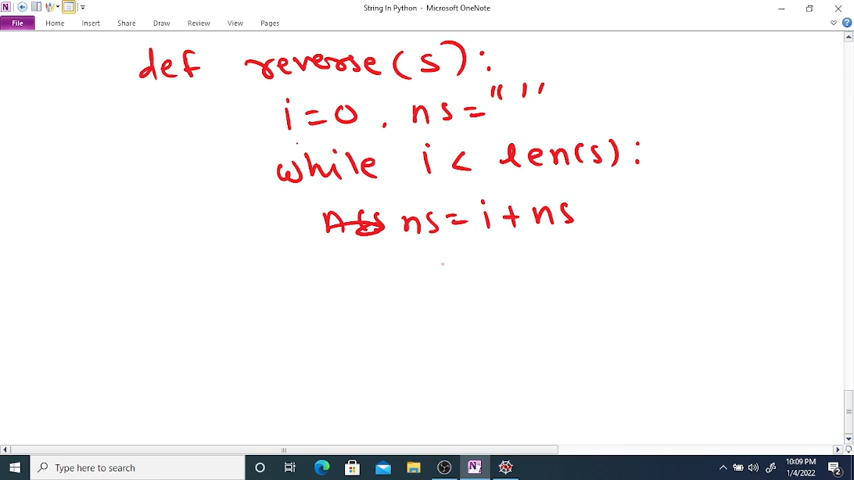 String In Python - Microsoft OneNote
File Home Insert Share Draw Review View Pages
def reverse(s):
i=0. ns=""
while i < len(s):
ns=i+ns
Type here to search
10:09 PM
1/4/2022
2